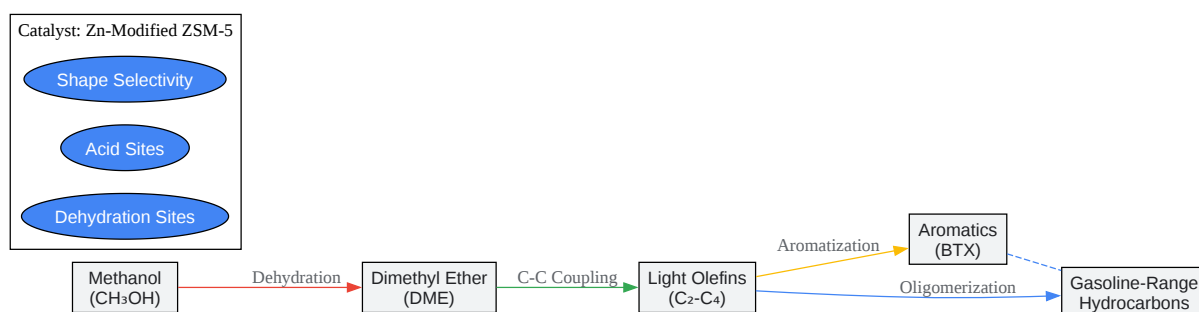 Catalyst: Zn-Modified ZSM-5
Shape Selectivity
Acid Sites
Dehydration Sites
Methanol
(CH₃OH)
Dehydration
Dimethyl Ether
(DME)
C-C Coupling
Light Olefins
(C₂-C₄)
Aromatization
Aromatics
(BTX)
Oligomerization
Gasoline-Range
Hydrocarbons